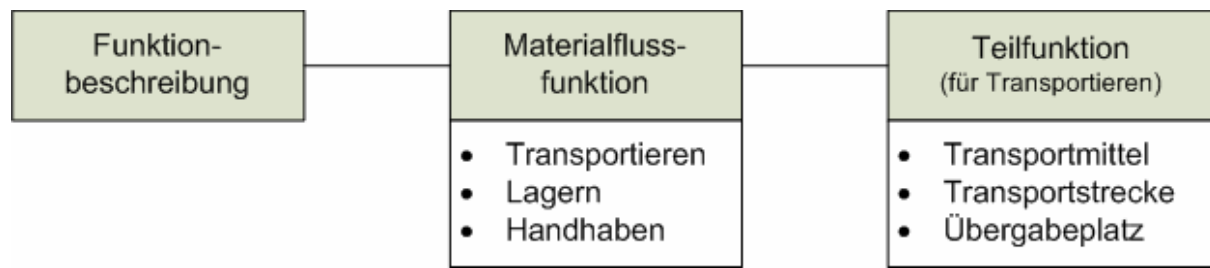 Funktion-
beschreibung
Materialfluss-
funktion
• Transportieren
• Lagern
• Handhaben
Teilfunktion
(für Transportieren)
• Transportmittel
• Transportstrecke
• Übergabeplatz